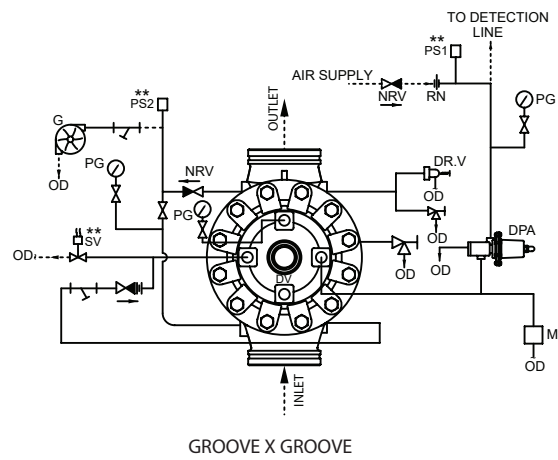 TO DETECTION
LINE
**
PS1
AIR SUPPLY
NRV
RN
PG
**
PS2
G
OUTLET
OD
PG
NRV
PG
DR.V
OD
OD
DPA
OD
**
SV
OD
DV
OD
M
OD
INLET
GROOVE X GROOVE